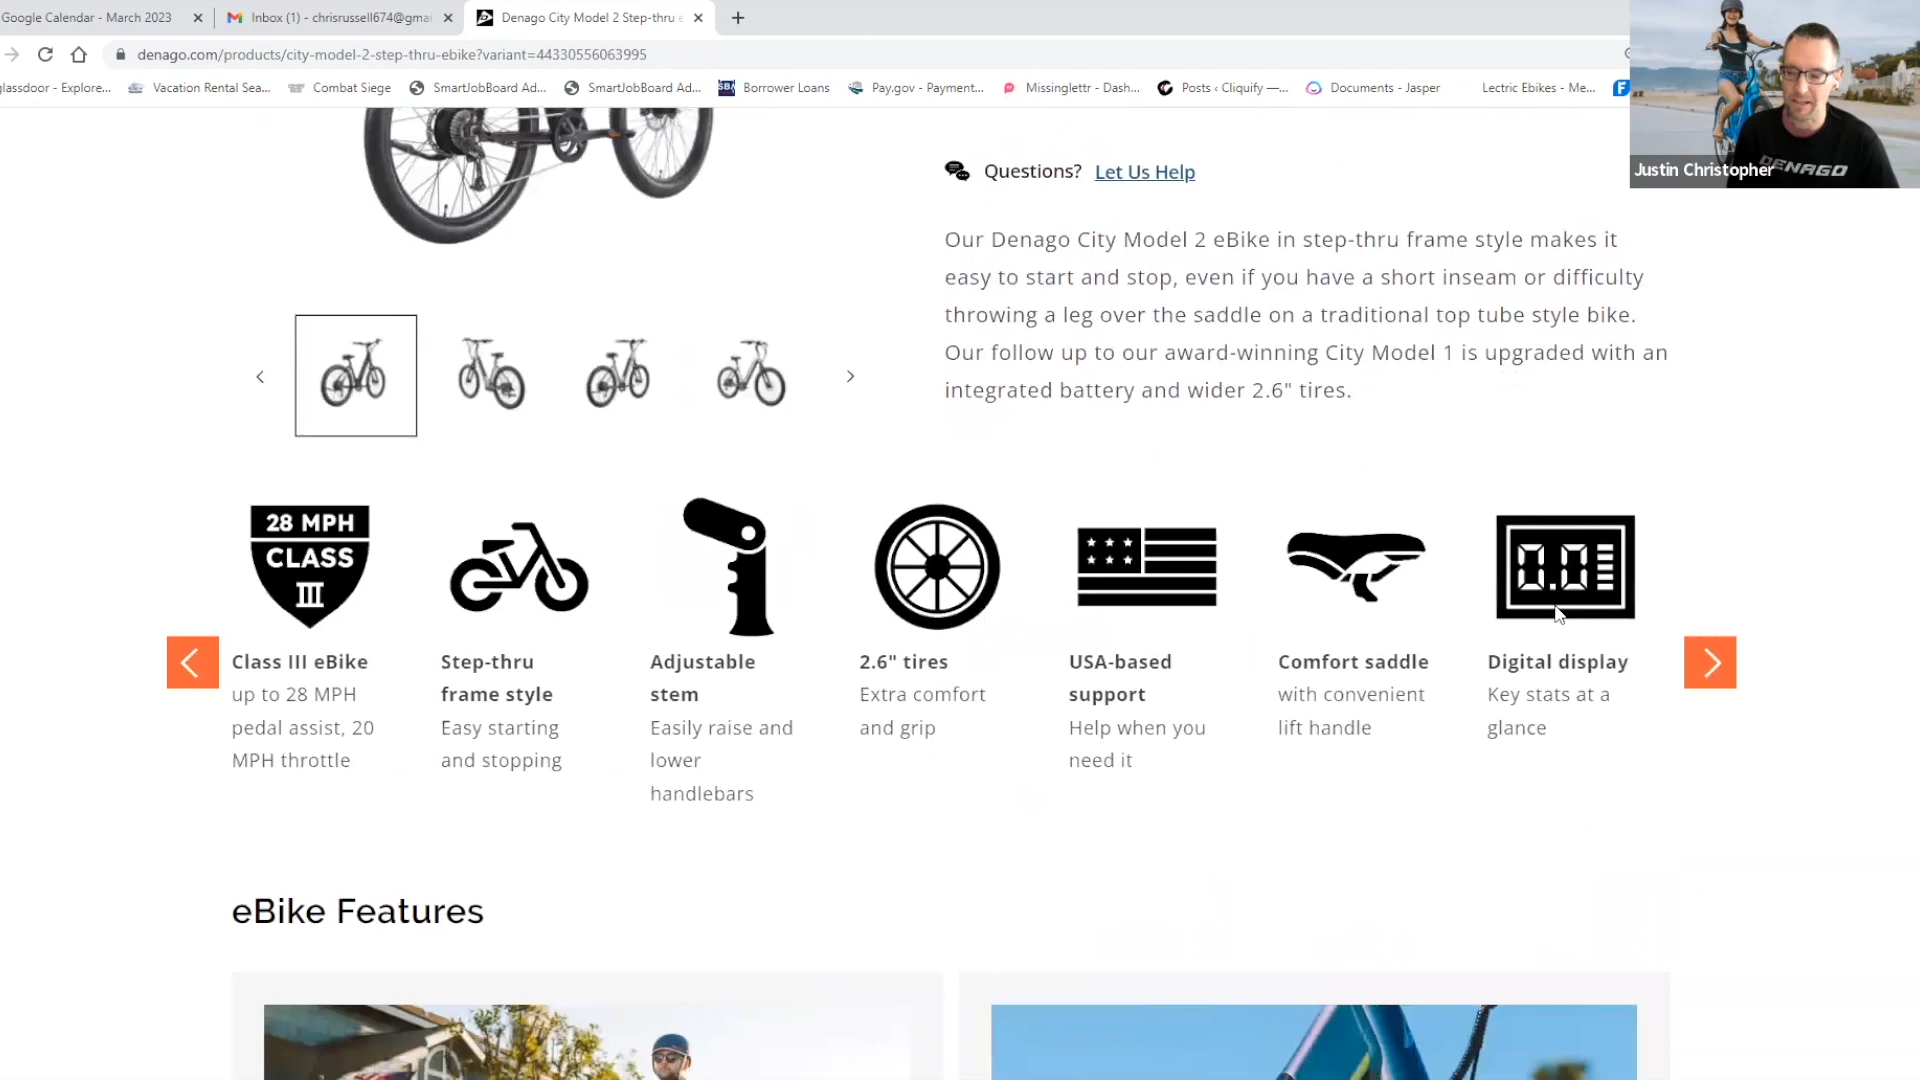 Google Calendar - March 2023
Inbox (1) - chrisrussell674@gmai
Denago City Model 2 Step-thru e
denago.com/products/city-model-2-step-thru-ebike?variant=44330556063995
glassdoor - Explore...
Vacation Rental Sea...
Combat Siege
SmartJobBoard Ad...
SmartJobBoard Ad...
SBA
Borrower Loans
Pay.gov - Payment...
Missinglettr - Dash...
Posts ‹ Cliquify —...
Documents - Jasper
Lectric Ebikes - Me...
F
DENAGO
Justin Christopher
Questions? Let Us Help
Our Denago City Model 2 eBike in step-thru frame style makes it
easy to start and stop, even if you have a short inseam or difficulty
throwing a leg over the saddle on a traditional top tube style bike.
Our follow up to our award-winning City Model 1 is upgraded with an
integrated battery and wider 2.6" tires.
28 MPH
CLASS
III
0.0
Class III eBike
up to 28 MPH
pedal assist, 20
MPH throttle
Step-thru
frame style
Easy starting
and stopping
Adjustable
stem
Easily raise and
lower
handlebars
2.6" tires
Extra comfort
and grip
USA-based
support
Help when you
need it
Comfort saddle
with convenient
lift handle
Digital display
Key stats at a
glance
eBike Features